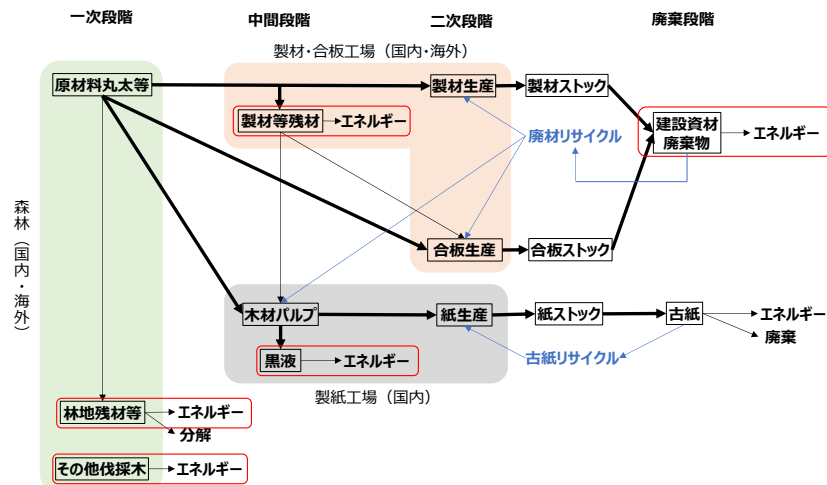 一次段階
中間段階
二次段階
廃棄段階
製材・合板工場（国内・海外）
原材料丸太等
製材生産
製材ストック
製材等残材
エネルギー
廃材リサイクル
建設資材
廃棄物
エネルギー
森林（国内・海外）
合板生産
合板ストック
木材パルプ
紙生産
紙ストック
古紙
エネルギー
廃棄
黒液
エネルギー
古紙リサイクル
製紙工場（国内）
林地残材等
エネルギー
分解
その他伐採木
エネルギー